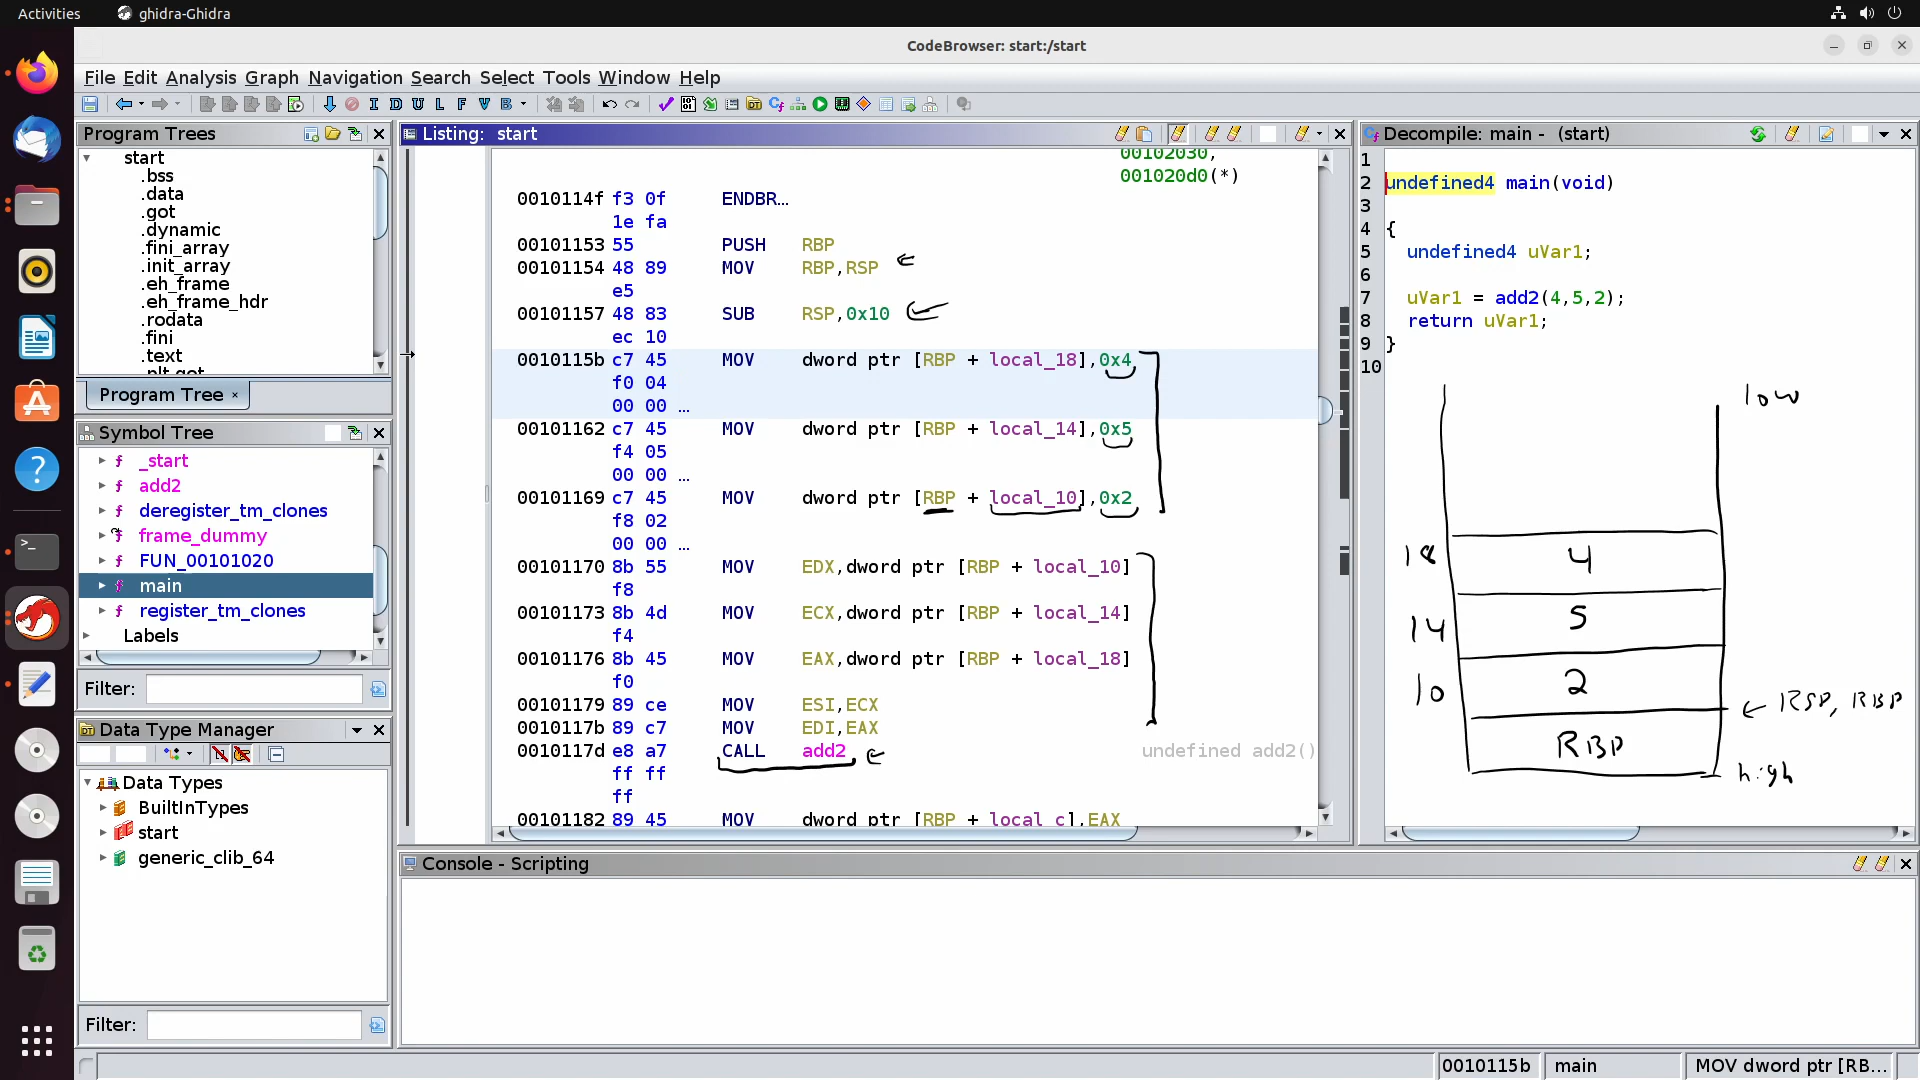 Activities
ghidra-Ghidra
CodeBrowser: start:/start
File Edit Analysis Graph Navigation Search Select Tools Window Help
I D U L F V B
Program Trees
start
.bss
.data
.got
.dynamic
.fini_array
.init_array
.eh_frame
.eh_frame_hdr
.rodata
.fini
.text
.plt.got
Program Tree ×
Symbol Tree
f _start
f add2
f deregister_tm_clones
f frame_dummy
f FUN_00101020
f main
f register_tm_clones
Labels
Filter:
Data Type Manager
Data Types
BuiltInTypes
start
generic_clib_64
Filter:
Listing: start
00102030,
001020d0(*)
0010114f f3 0f ENDBR...
1e fa
00101153 55 PUSH RBP
00101154 48 89 MOV RBP,RSP
e5
00101157 48 83 SUB RSP,0x10
ec 10
0010115b c7 45 MOV dword ptr [RBP + local_18],0x4
f0 04
00 00 ...
00101162 c7 45 MOV dword ptr [RBP + local_14],0x5
f4 05
00 00 ...
00101169 c7 45 MOV dword ptr [RBP + local_10],0x2
f8 02
00 00 ...
00101170 8b 55 MOV EDX,dword ptr [RBP + local_10]
f8
00101173 8b 4d MOV ECX,dword ptr [RBP + local_14]
f4
00101176 8b 45 MOV EAX,dword ptr [RBP + local_18]
f0
00101179 89 ce MOV ESI,ECX
0010117b 89 c7 MOV EDI,EAX
0010117d e8 a7 CALL add2 undefined add2()
ff ff
ff
00101182 89 45 MOV dword ptr [RBP + local_c],EAX
Decompile: main - (start)
1
2 undefined4 main(void)
3
4 {
5 undefined4 uVar1;
6
7 uVar1 = add2(4,5,2);
8 return uVar1;
9 }
10
low
18 4
14 5
10 2
← RSP, RBP
RBP
high
Console - Scripting
0010115b main MOV dword ptr [RB...